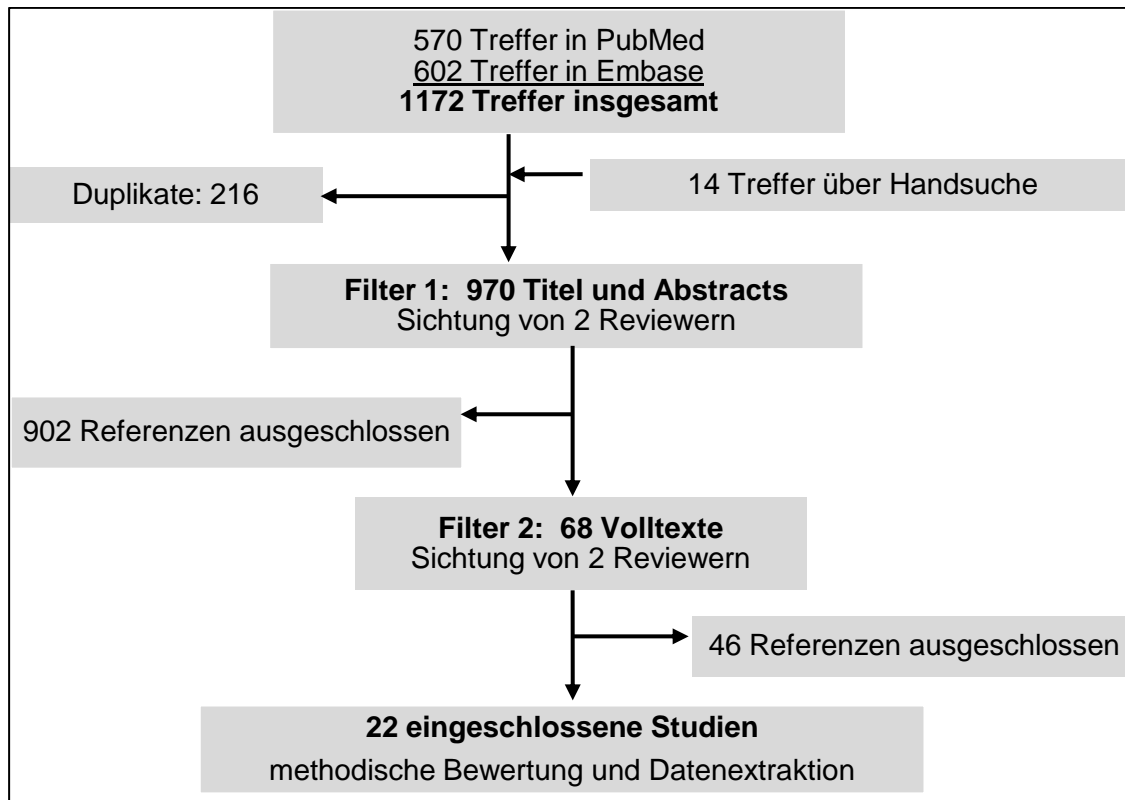 570 Treffer in PubMed
602 Treffer in Embase
1172 Treffer insgesamt
Duplikate: 216
14 Treffer über Handsuche
Filter 1:  970 Titel und Abstracts
Sichtung von 2 Reviewern
902 Referenzen ausgeschlossen
Filter 2:  68 Volltexte
Sichtung von 2 Reviewern
46 Referenzen ausgeschlossen
22 eingeschlossene Studien
methodische Bewertung und Datenextraktion